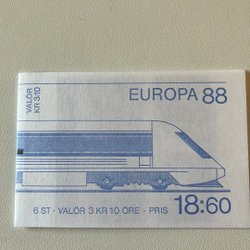 VALÖR
KR 3.10
EUROPA 88
6 ST · VALÖR 3 KR 10 ÖRE · PRIS 18:60